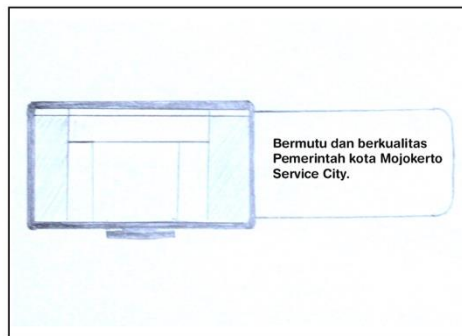 Bermutu dan berkualitas
Pemerintah kota Mojokerto
Service City.